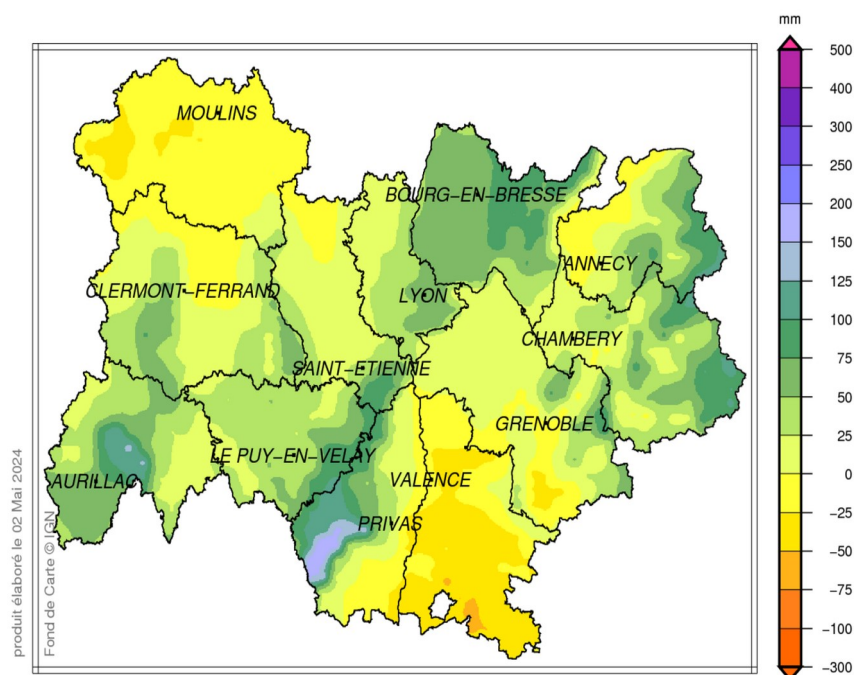 mm
500
400
300
200
150
125
100
75
50
25
0
−25
−50
−75
−100
−300
MOULINS
BOURG−EN−BRESSE
ANNECY
CLERMONT−FERRAND
LYON
CHAMBERY
SAINT−ETIENNE
GRENOBLE
LE PUY−EN−VELAY
AURILLAC
VALENCE
PRIVAS
produit élaboré le 02 Mai 2024
Fond de Carte © IGN